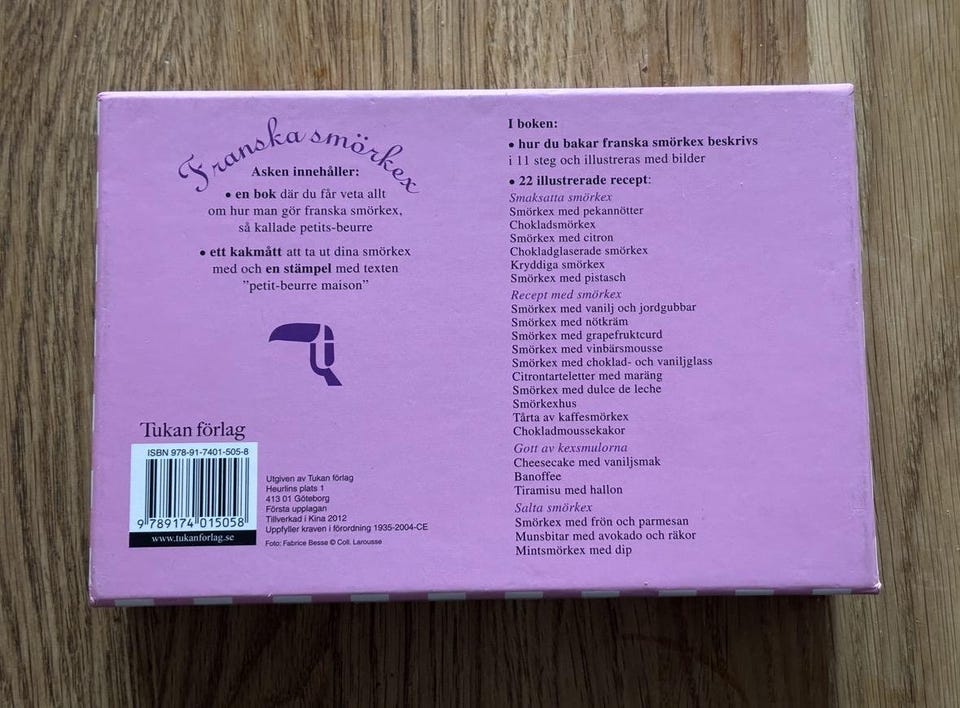 Franska smörkex
Asken innehåller:
• en bok där du får veta allt
om hur man gör franska smörkex,
så kallade petits-beurre
• ett kakmått att ta ut dina smörkex
med och en stämpel med texten
”petit-beurre maison”
Tukan förlag
ISBN 978-91-7401-505-8
9 789174 015058
www.tukanforlag.se
Utgiven av Tukan förlag
Heurlins plats 1
413 01 Göteborg
Första upplagan
Tillverkad i Kina 2012
Uppfyller kraven i förordning 1935-2004-CE
Foto: Fabrice Besse © Coll. Larousse
I boken:
• hur du bakar franska smörkex beskrivs
i 11 steg och illustreras med bilder
• 22 illustrerade recept:
Smaksatta smörkex
Smörkex med pekannötter
Chokladsmörkex
Smörkex med citron
Chokladglaserade smörkex
Kryddiga smörkex
Smörkex med pistasch
Recept med smörkex
Smörkex med vanilj och jordgubbar
Smörkex med nötkräm
Smörkex med grapefruktcurd
Smörkex med vinbärsmousse
Smörkex med choklad- och vaniljglass
Citrontarteletter med maräng
Smörkex med dulce de leche
Smörkexhus
Tårta av kaffesmörkex
Chokladmoussekakor
Gott av kexsmulorna
Cheesecake med vaniljsmak
Banoffee
Tiramisu med hallon
Salta smörkex
Smörkex med frön och parmesan
Munsbitar med avokado och räkor
Mintsmörkex med dip